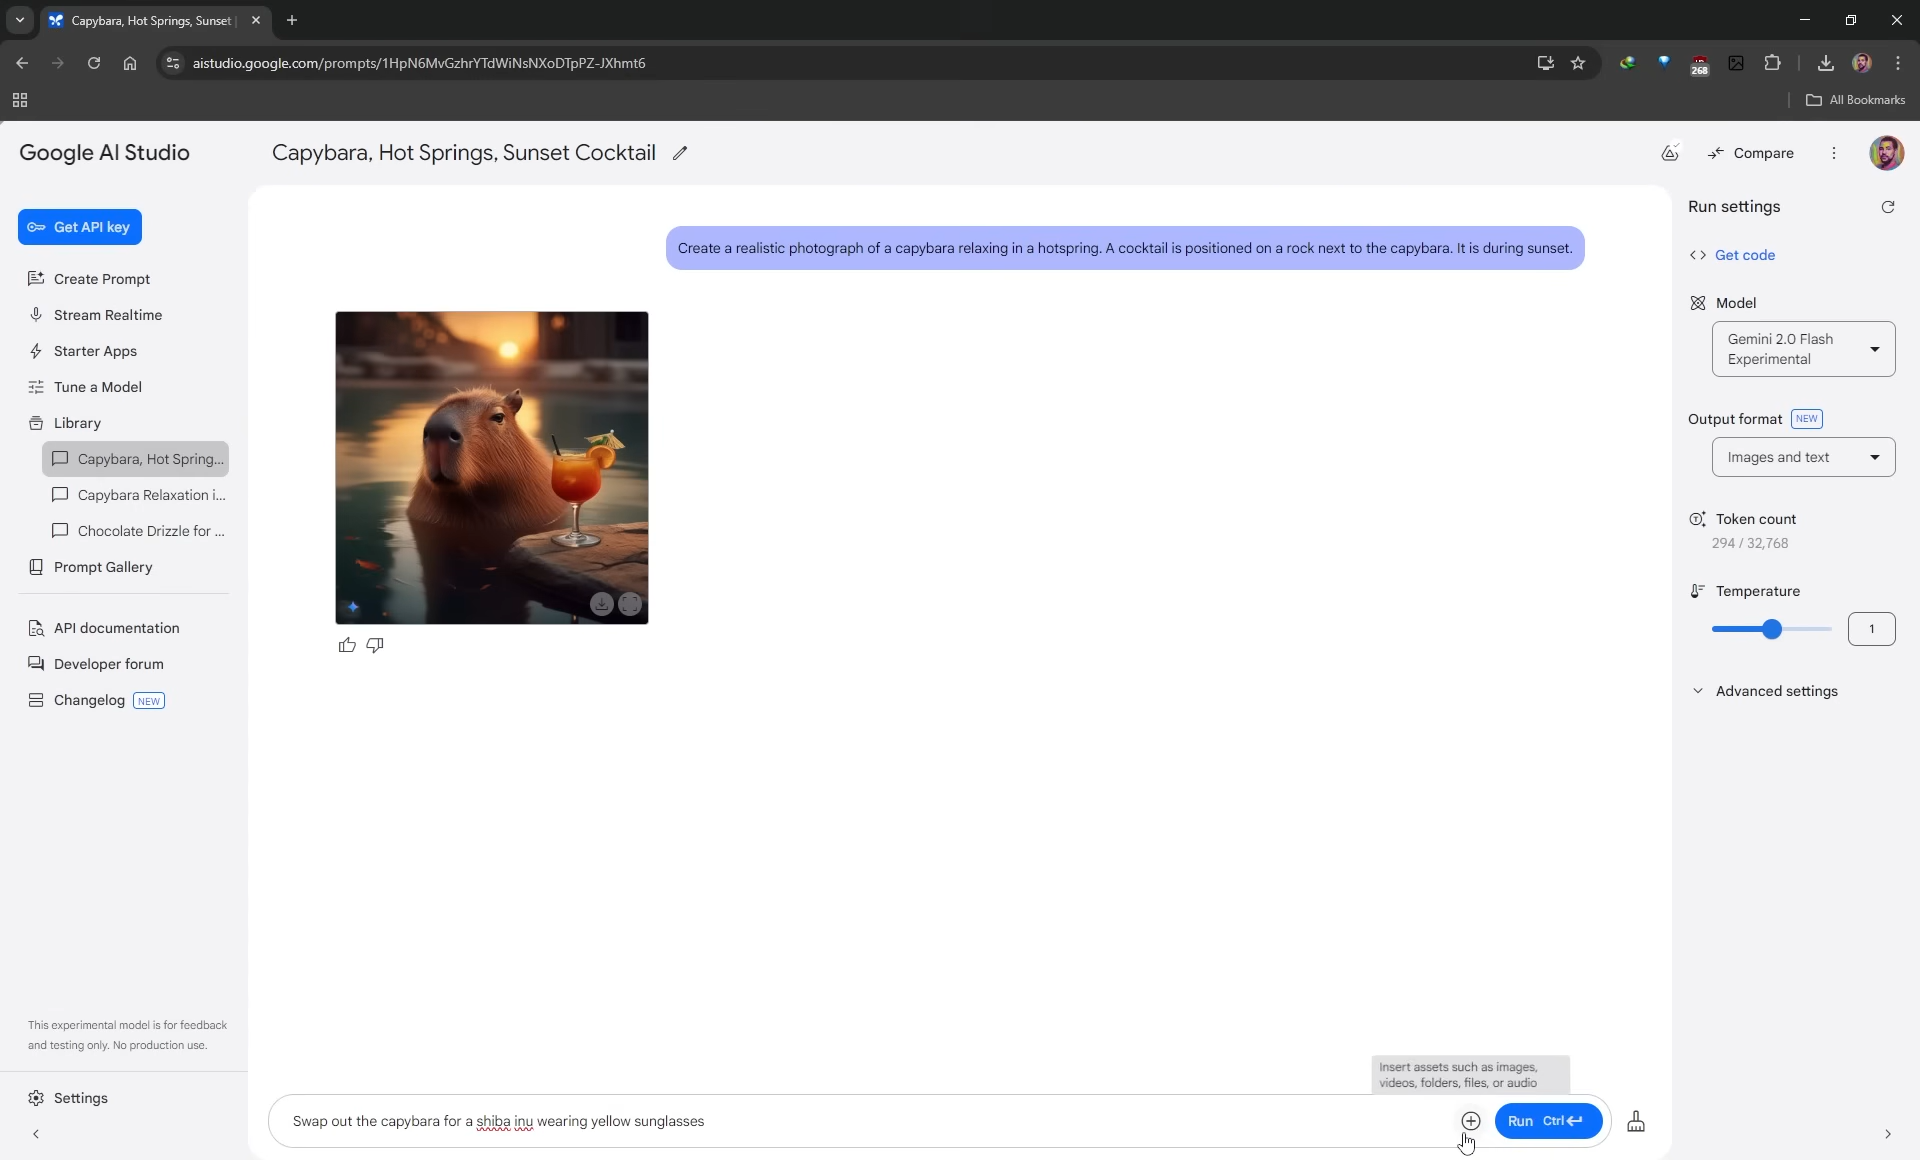 Capybara, Hot Springs, Sunset
aistudio.google.com/prompts/1HpN6MvGzhrYTdWiNsNXoDTpPZ-JXhmt6
268
All Bookmarks
Google AI Studio
Capybara, Hot Springs, Sunset Cocktail
Compare
Get API key
Create Prompt
Stream Realtime
Starter Apps
Tune a Model
Library
Capybara, Hot Spring...
Capybara Relaxation i...
Chocolate Drizzle for ...
Prompt Gallery
API documentation
Developer forum
Changelog NEW
This experimental model is for feedback
and testing only. No production use.
Settings
Create a realistic photograph of a capybara relaxing in a hotspring. A cocktail is positioned on a rock next to the capybara. It is during sunset.
Insert assets such as images,
videos, folders, files, or audio
Swap out the capybara for a shiba inu wearing yellow sunglasses
Run Ctrl
Run settings
Get code
Model
Gemini 2.0 Flash
Experimental
Output format NEW
Images and text
Token count
294 / 32,768
Temperature
1
Advanced settings